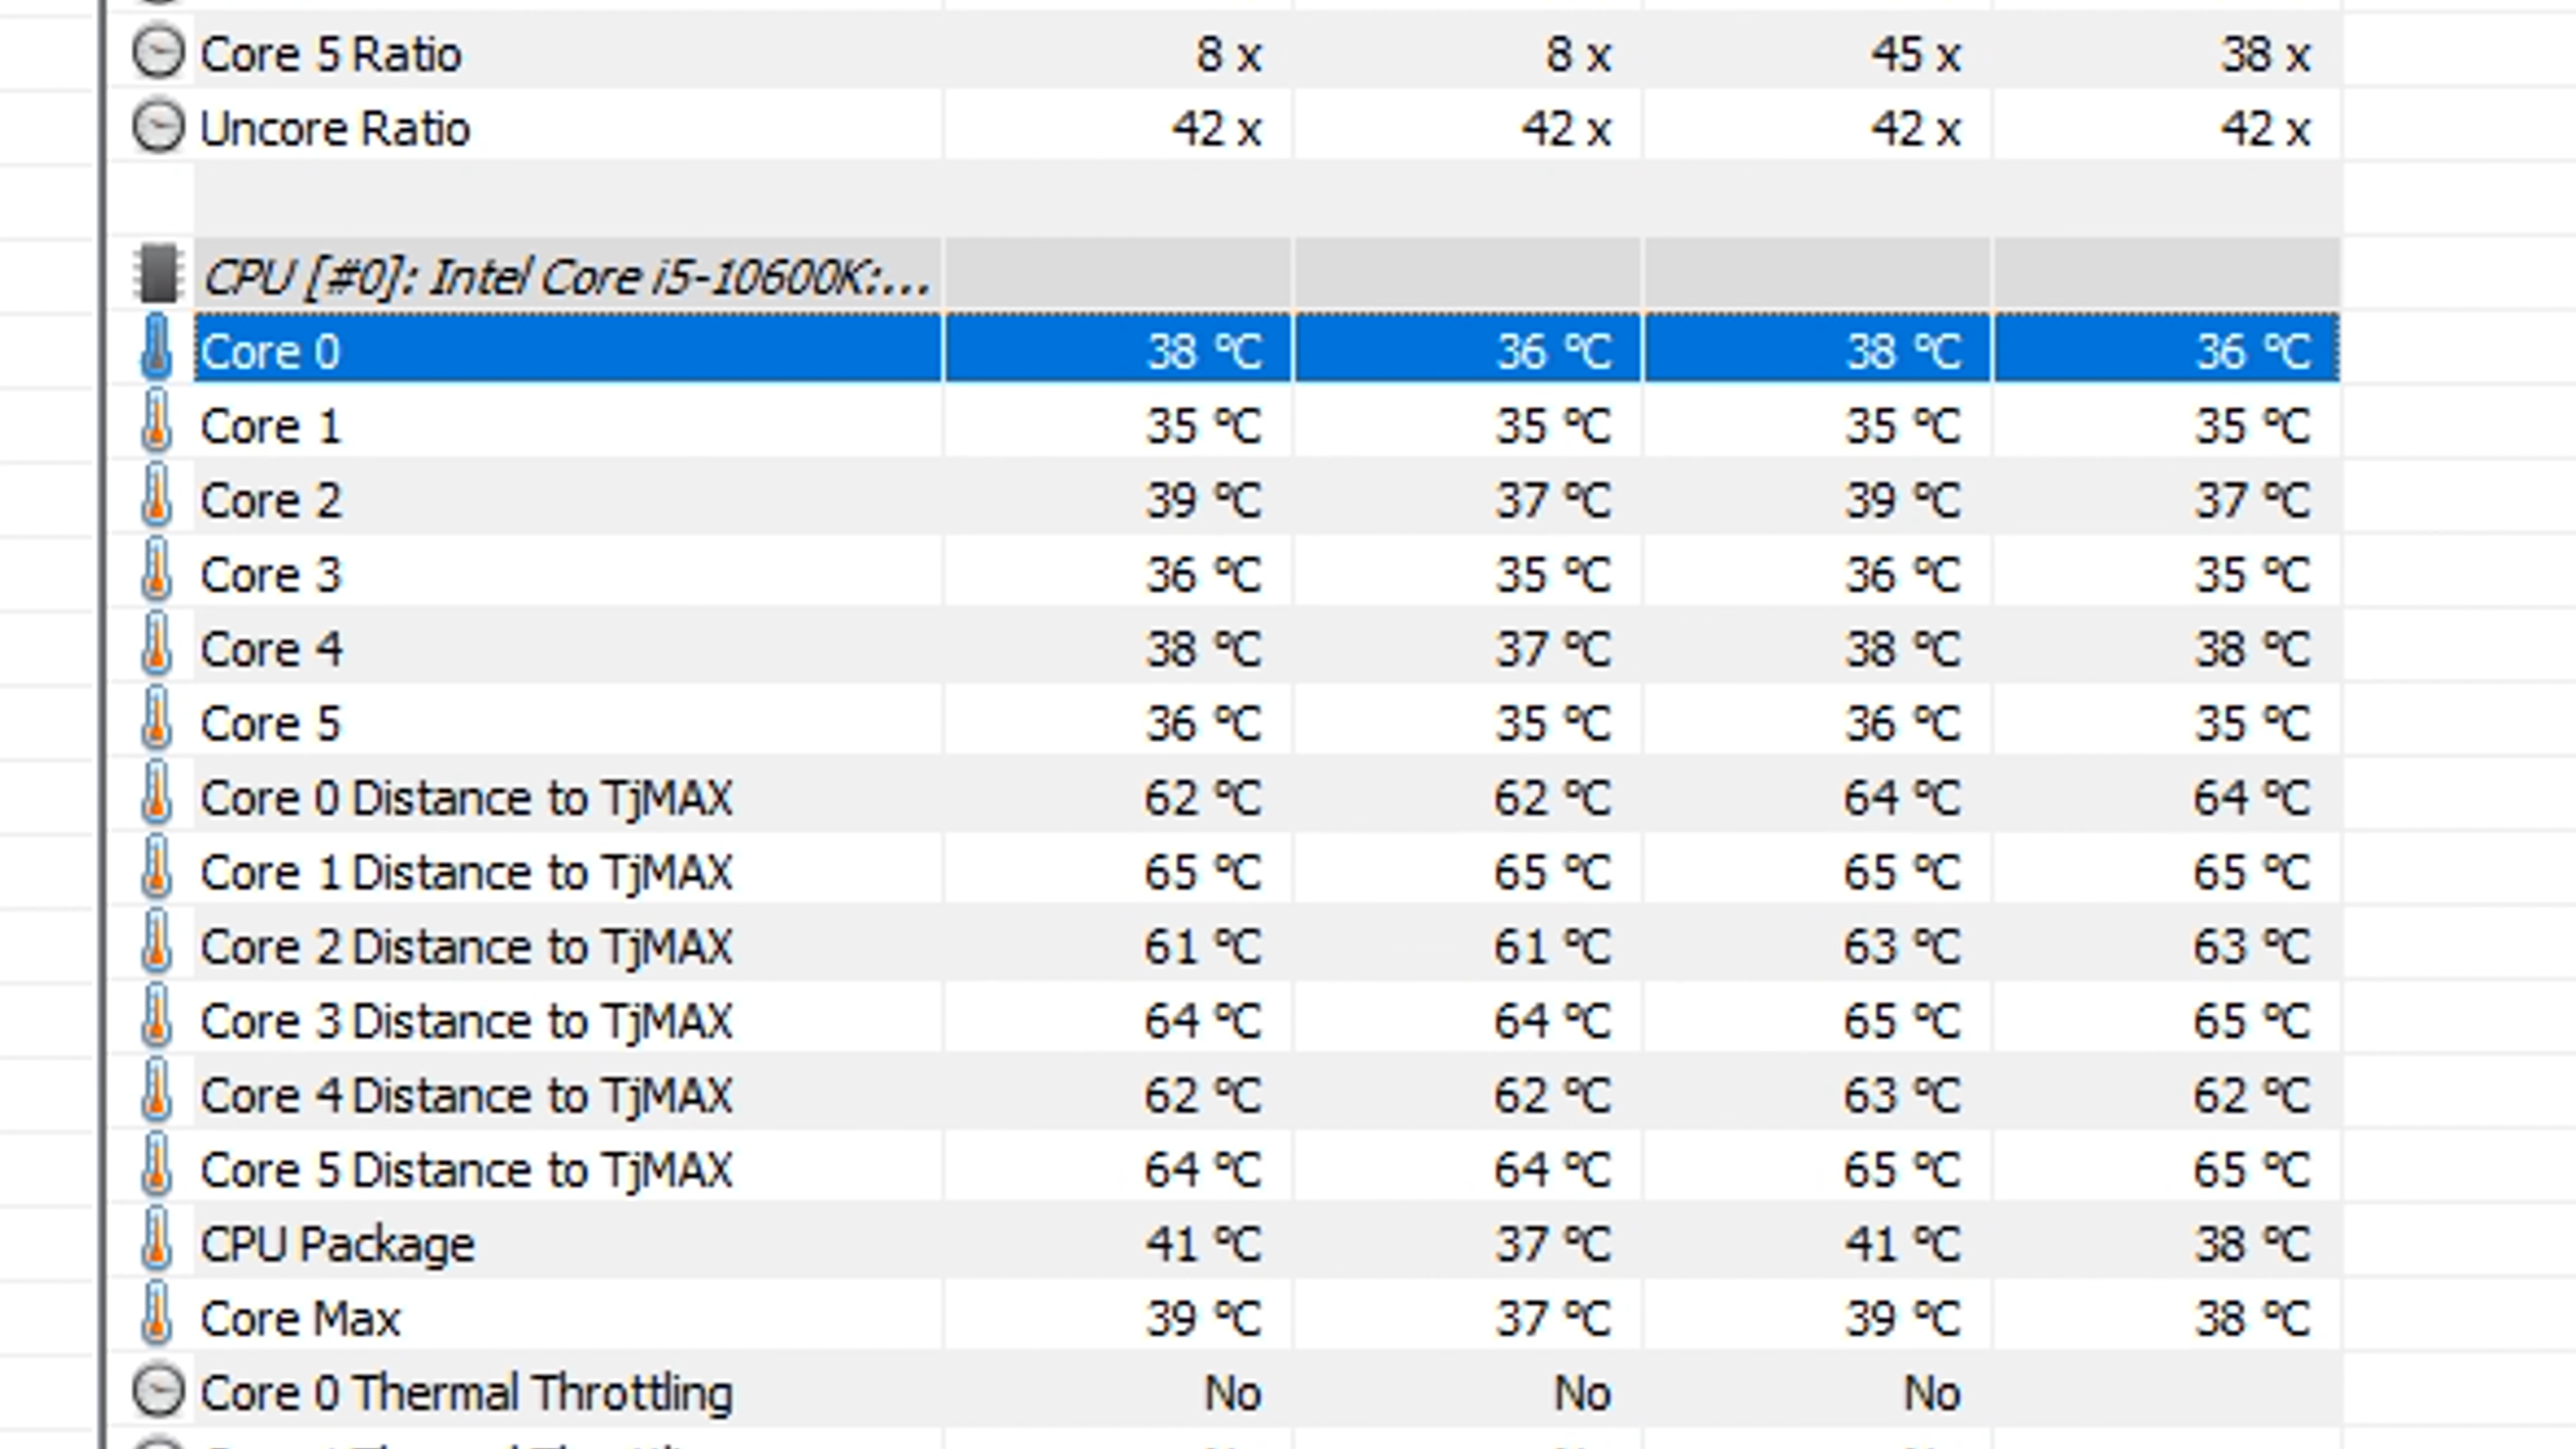 Core 5 Ratio 8 x 8 x 45 x 38 x
Uncore Ratio 42 x 42 x 42 x 42 x
CPU [#0]: Intel Core i5-10600K:...
Core 0 38 °C 36 °C 38 °C 36 °C
Core 1 35 °C 35 °C 35 °C 35 °C
Core 2 39 °C 37 °C 39 °C 37 °C
Core 3 36 °C 35 °C 36 °C 35 °C
Core 4 38 °C 37 °C 38 °C 38 °C
Core 5 36 °C 35 °C 36 °C 35 °C
Core 0 Distance to TjMAX 62 °C 62 °C 64 °C 64 °C
Core 1 Distance to TjMAX 65 °C 65 °C 65 °C 65 °C
Core 2 Distance to TjMAX 61 °C 61 °C 63 °C 63 °C
Core 3 Distance to TjMAX 64 °C 64 °C 65 °C 65 °C
Core 4 Distance to TjMAX 62 °C 62 °C 63 °C 62 °C
Core 5 Distance to TjMAX 64 °C 64 °C 65 °C 65 °C
CPU Package 41 °C 37 °C 41 °C 38 °C
Core Max 39 °C 37 °C 39 °C 38 °C
Core 0 Thermal Throttling No No No